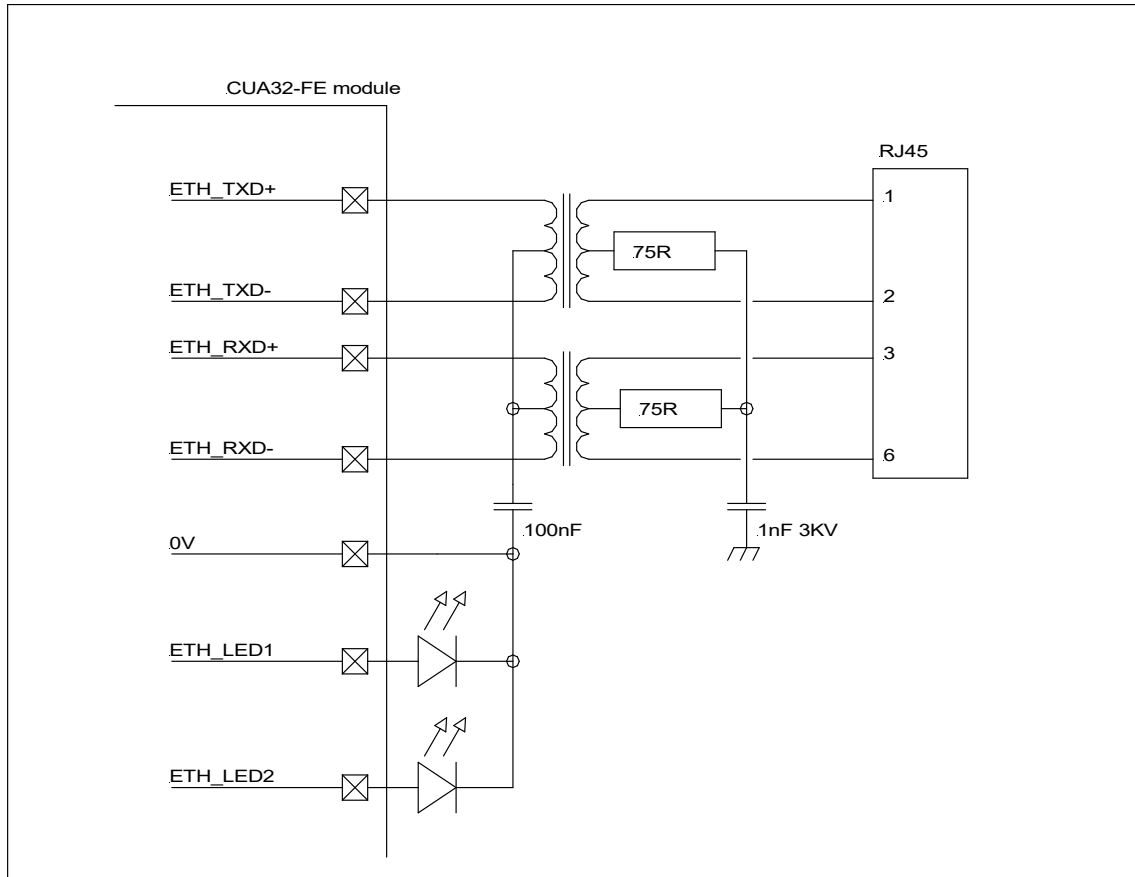 CUA32-FE module
RJ45
ETH_TXD+
1
75R
ETH_TXD-
2
ETH_RXD+
3
75R
ETH_RXD-
6
100nF
1nF 3KV
0V
ETH_LED1
ETH_LED2